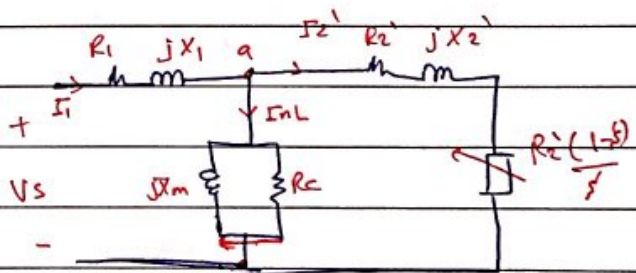 R1 jX1 a I2' R2' jX2'
I1 InL
+
Vs jXm Rc R2'(1-s)/s
-